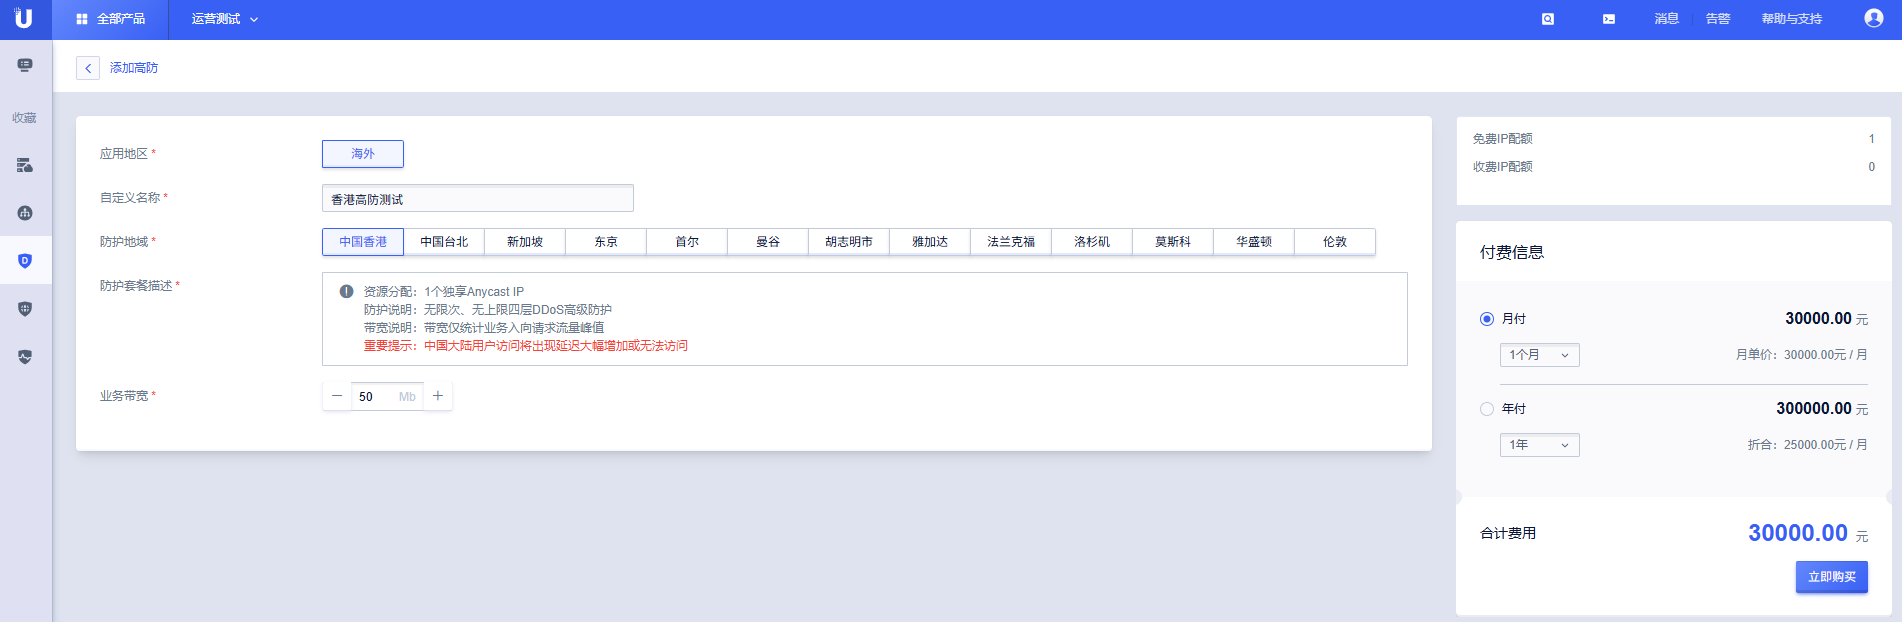 全部产品
运营测试
消息
告警
帮助与支持
收藏
添加高防
应用地区 *
海外
自定义名称 *
香港高防测试
防护地域 *
中国香港 中国台北 新加坡 东京 首尔 曼谷 胡志明市 雅加达 法兰克福 洛杉矶 莫斯科 华盛顿 伦敦
防护套餐描述 *
资源分配：1个独享Anycast IP
防护说明：无限次、无上限四层DDoS高级防护
带宽说明：带宽仅统计业务入向请求流量峰值
重要提示：中国大陆用户访问将出现延迟大幅增加或无法访问
业务带宽 *
50 Mb
免费IP配额 1
收费IP配额 0
付费信息
月付 30000.00 元
1个月 月单价：30000.00元 / 月
年付 300000.00 元
1年 折合：25000.00元 / 月
合计费用 30000.00 元
立即购买